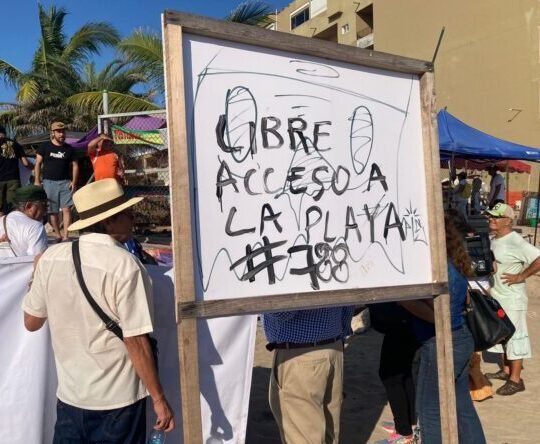 LIBRE
ACCESO A
LA PLAYA
#788